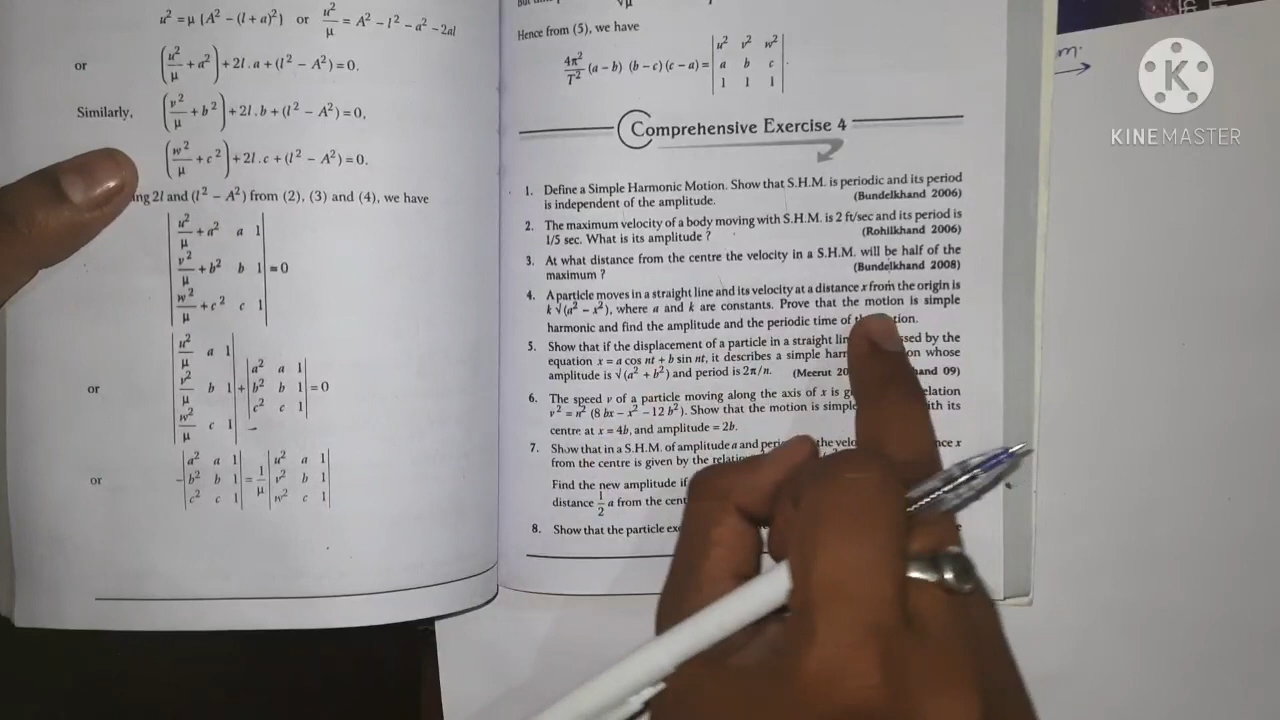 u² = μ {A² − (l + a)²} or u²/μ = A² − l² − a² − 2al
or (u²/μ + a²) + 2l . a + (l² − A²) = 0.
Similarly, (v²/μ + b²) + 2l . b + (l² − A²) = 0,
(w²/μ + c²) + 2l . c + (l² − A²) = 0.
2l and (l² − A²) from (2), (3) and (4), we have
| u²/μ + a² a 1 |
| v²/μ + b² b 1 | = 0
| w²/μ + c² c 1 |
| u²/μ a 1 | | a² a 1 |
or | v²/μ b 1 | + | b² b 1 | = 0
| w²/μ c 1 | | c² c 1 |
| a² a 1 | | u² a 1 |
or − | b² b 1 | = 1/μ | v² b 1 |
| c² c 1 | | w² c 1 |
Hence from (5), we have
4π²/T² (a − b) (b − c) (c − a) = | u² v² w² |
| a b c |
| 1 1 1 | .
Comprehensive Exercise 4
1. Define a Simple Harmonic Motion. Show that S.H.M. is periodic and its period
is independent of the amplitude. (Bundelkhand 2006)
2. The maximum velocity of a body moving with S.H.M. is 2 ft/sec and its period is
1/5 sec. What is its amplitude ? (Rohilkhand 2006)
3. At what distance from the centre the velocity in a S.H.M. will be half of the
maximum ? (Bundelkhand 2008)
4. A particle moves in a straight line and its velocity at a distance x from the origin is
k √(a² − x²), where a and k are constants. Prove that the motion is simple
harmonic and find the amplitude and the periodic time of
5. Show that if the displacement of a particle in a straight by the
equation x = a cos nt + b sin nt, it describes a simple whose
amplitude is √(a² + b²) and period is 2π/n. (Meerut 09)
6. The speed v of a particle moving along the axis of x is
v² = n² (8 bx − x² − 12 b²). Show that the motion is simple its
centre at x = 4b, and amplitude = 2b.
7. Show that in a S.H.M. of amplitude a and the x
from the centre is given by the
Find the new amplitude if
distance 1/2 a from the
8. Show that the particle
m.
K
KINEMASTER